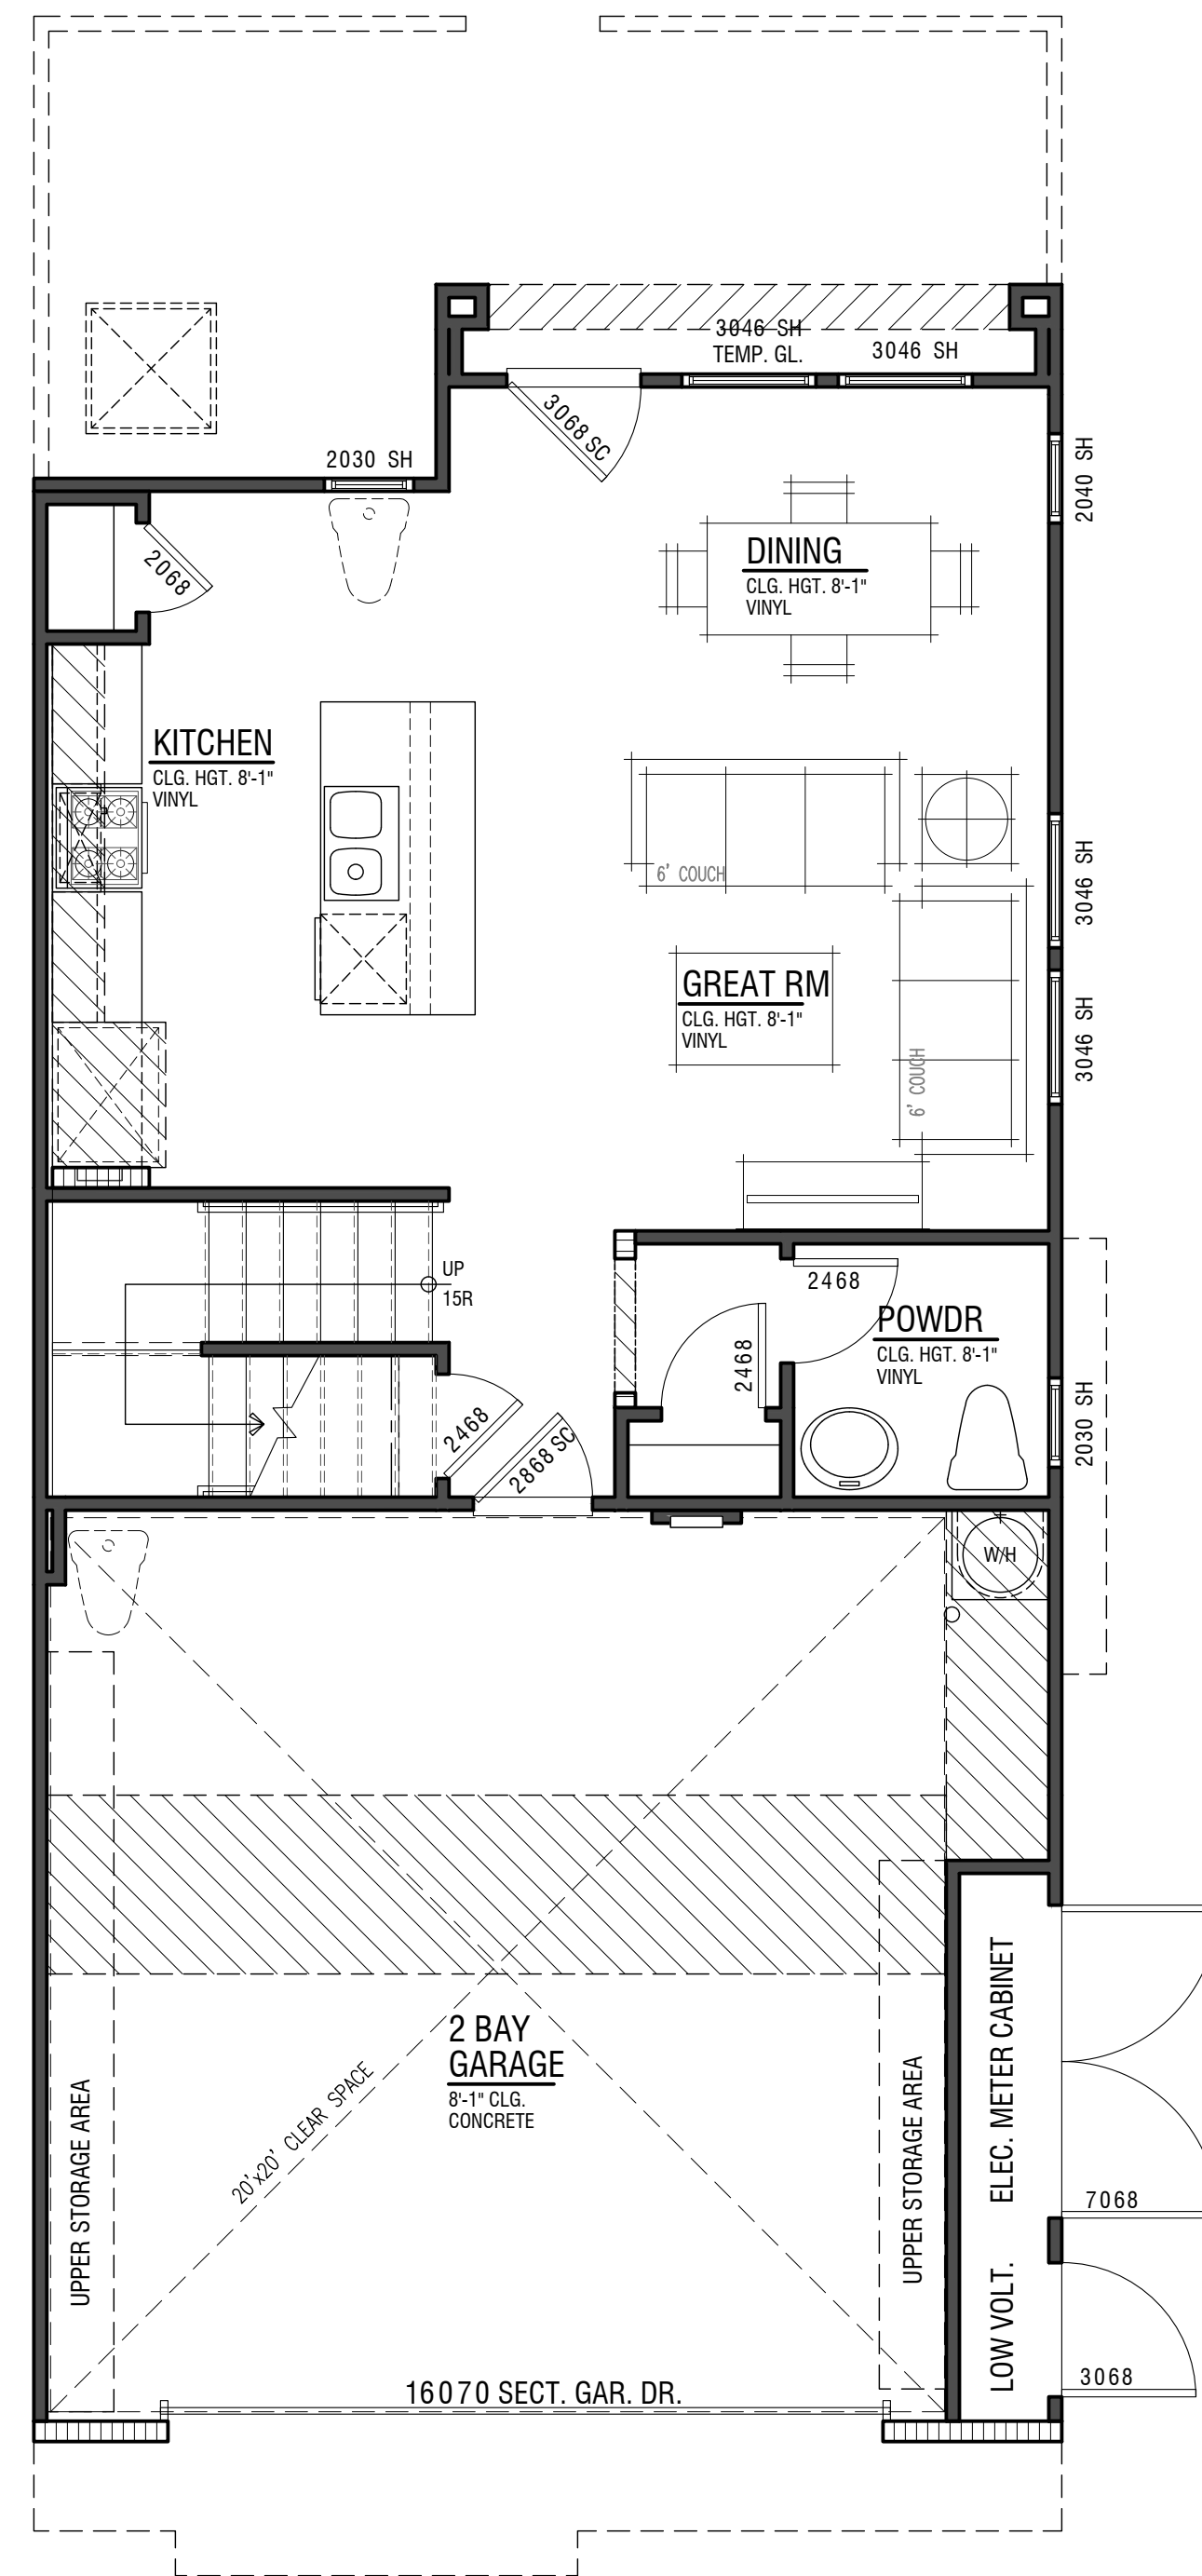 3046 SH
TEMP. GL.
3046 SH
3068 SC
2030 SH
2040 SH
2068
DINING
CLG. HGT. 8'-1"
VINYL
KITCHEN
CLG. HGT. 8'-1"
VINYL
6' COUCH
3046 SH
GREAT RM
CLG. HGT. 8'-1"
VINYL
3046 SH
6' COUCH
UP
15R
2468
POWDR
CLG. HGT. 8'-1"
VINYL
2468
2468
2868 SC
2030 SH
W/H
2 BAY
GARAGE
8'-1" CLG.
CONCRETE
20'x20' CLEAR SPACE
UPPER STORAGE AREA
UPPER STORAGE AREA
ELEC. METER CABINET
LOW VOLT.
7068
3068
16070 SECT. GAR. DR.